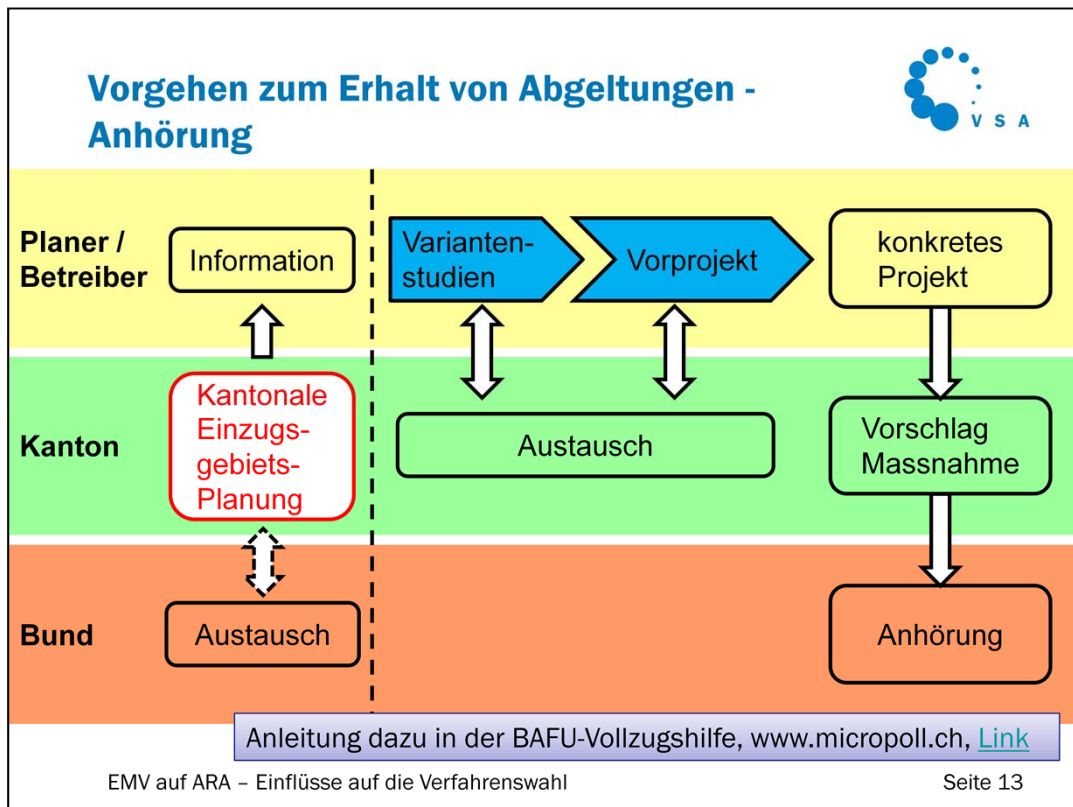 Vorgehen zum Erhalt von Abgeltungen -
Anhörung
VSA
Planer /
Betreiber
Information
Varianten-
studien
Vorprojekt
konkretes
Projekt
Kanton
Kantonale
Einzugs-
gebiets-
Planung
Austausch
Vorschlag
Massnahme
Bund
Austausch
Anhörung
Anleitung dazu in der BAFU-Vollzugshilfe, www.micropoll.ch, Link
EMV auf ARA – Einflüsse auf die Verfahrenswahl
Seite 13